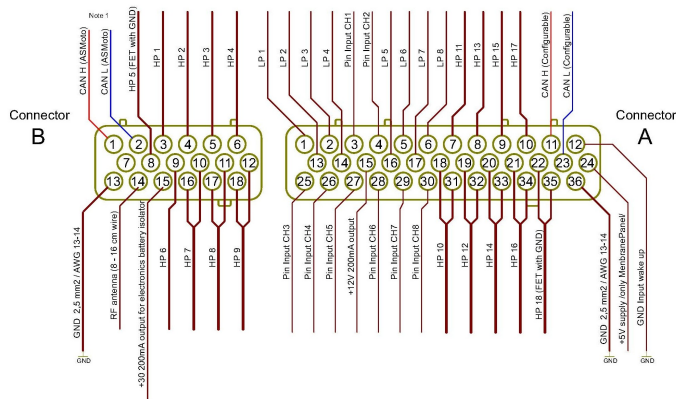 Note 1
CAN H (ASMoto)
CAN L (ASMoto)
HP 5 (FET with GND)
HP 1
HP 2
HP 3
HP 4
LP 1
LP 2
LP 3
LP 4
Pin Input CH1
Pin Input CH2
LP 5
LP 6
LP 7
LP 8
HP 11
HP 13
HP 15
HP 17
CAN H (Configurable)
CAN L (Configurable)
Connector
B
Connector
A
1 2 3 4 5 6
7 8 9 10 11 12
13 14 15 16 17 18
1 2 3 4 5 6 7 8 9 10 11 12
13 14 15 16 17 18 19 20 21 22 23 24
25 26 27 28 29 30 31 32 33 34 35 36
GND 2,5 mm2 / AWG 13-14
RF antenna (8 - 16 cm wire)
+30 200mA output for electronics battery isolator
HP 6
HP 7
HP 8
HP 9
Pin Input CH3
Pin Input CH4
Pin Input CH5
+12V 200mA output
Pin Input CH6
Pin Input CH7
Pin Input CH8
HP 10
HP 12
HP 14
HP 16
HP 18 (FET with GND)
GND 2,5 mm2 / AWG 13-14
+5V supply /only MenbranePanel/
GND Input wake up
GND
GND
GND